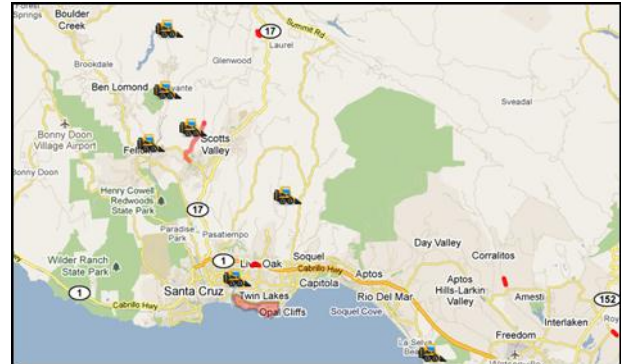 Forest
Springs
Boulder
Creek
17
Summit Rd
Laurel
Glenwood
Brookdale
Ben Lomond
Sveadal
Bonny Doon
Village Airport
Scotts
Valley
Bonny Doon
Henry Cowell
Redwoods
State Park
17
Paradise
Park
Pasatiempo
Day Valley
Corralitos
Wilder Ranch
State Park
1
Soquel
Cabrillo Hwy
Aptos
Aptos
Hills-Larkin
Valley
1
Cabrillo Hwy
Santa Cruz
Twin Lakes
Capitola
Rio Del Mar
Amesti
152
Opal Cliffs
Soquel Cove
Interlaken
Freedom